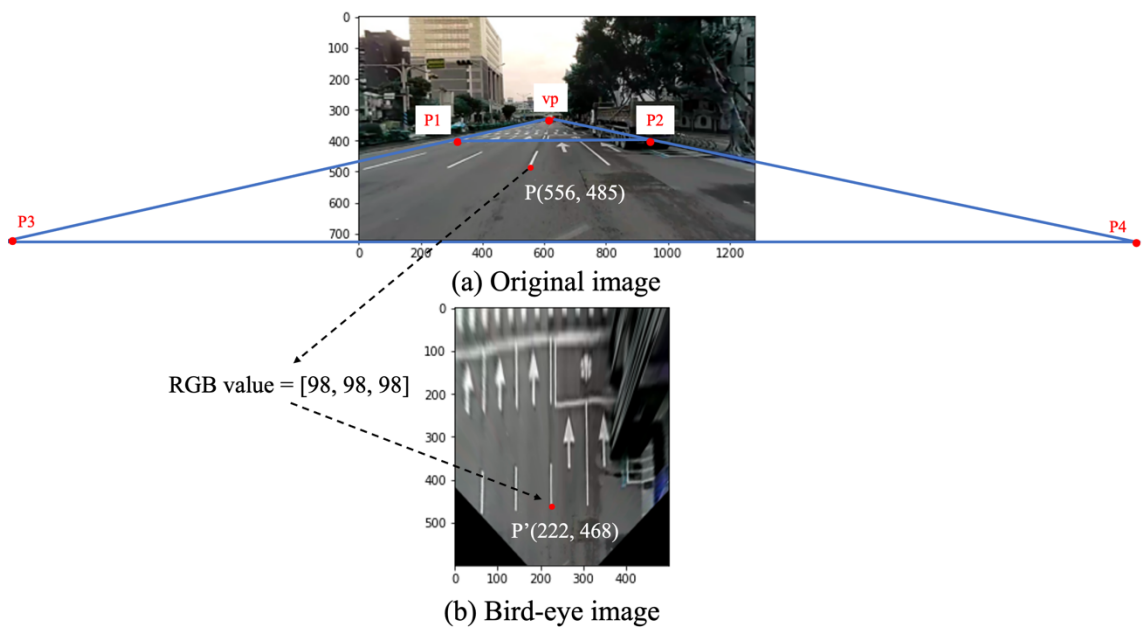 0
100
200
300
400
500
600
700
vp
P1
P2
P(556, 485)
P3
P4
0 200 400 600 800 1000 1200
(a) Original image
0
100
200
300
400
500
RGB value = [98, 98, 98]
P’(222, 468)
0 100 200 300 400
(b) Bird-eye image